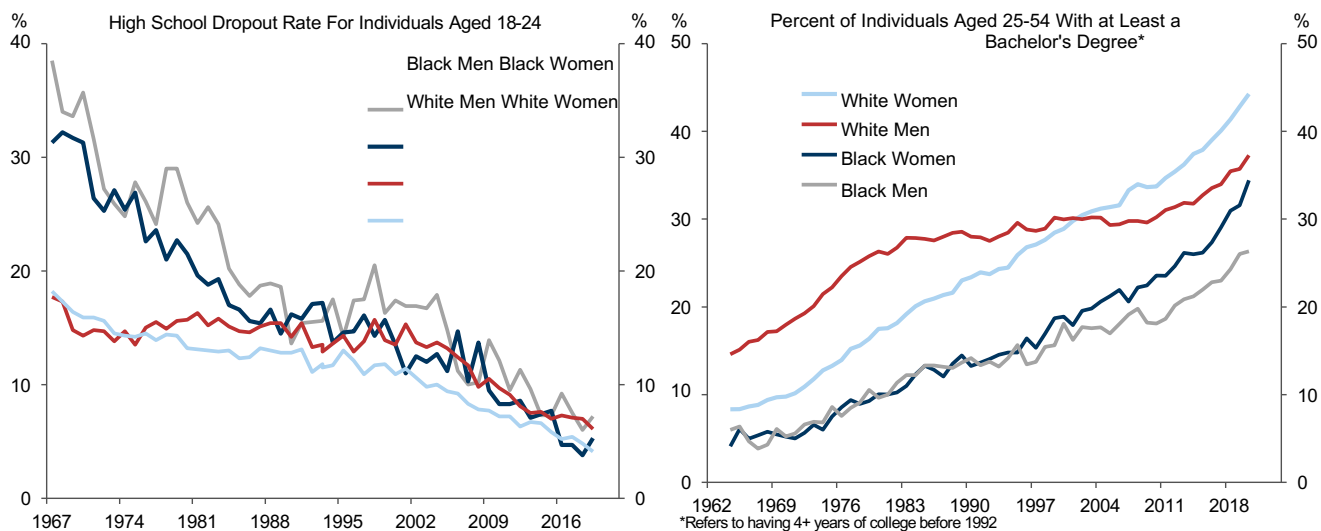 High School Dropout Rate For Individuals Aged 18-24
%
%
40
40
Black Men Black Women
White Men White Women
30
30
20
20
10
10
0
0
1967 1974 1981 1988 1995 2002 2009 2016
Percent of Individuals Aged 25-54 With at Least a
Bachelor's Degree*
%
%
50
50
White Women
White Men
Black Women
Black Men
40
40
30
30
20
20
10
10
0
0
1962 1969 1976 1983 1990 1997 2004 2011 2018
*Refers to having 4+ years of college before 1992